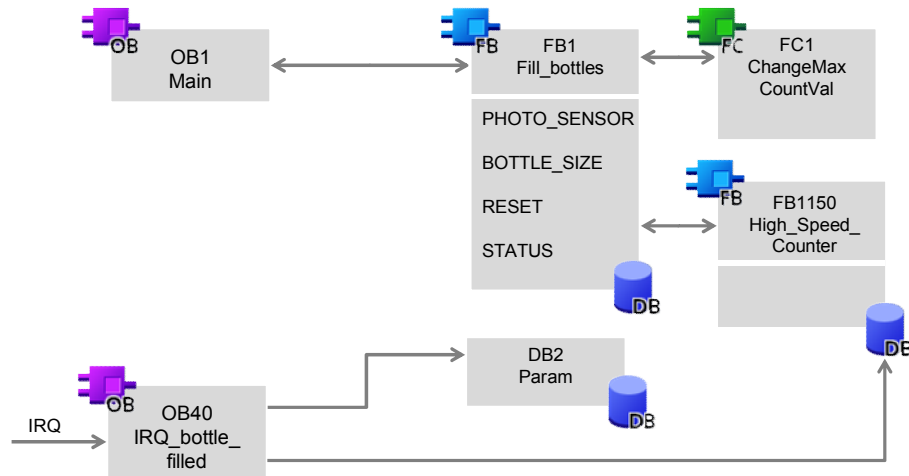 OB
OB1
Main
FB
FB1
Fill_bottles
FC
FC1
ChangeMax
CountVal
PHOTO_SENSOR
BOTTLE_SIZE
RESET
STATUS
DB
FB
FB1150
High_Speed_
Counter
DB
DB2
Param
DB
IRQ
OB
OB40
IRQ_bottle_
filled